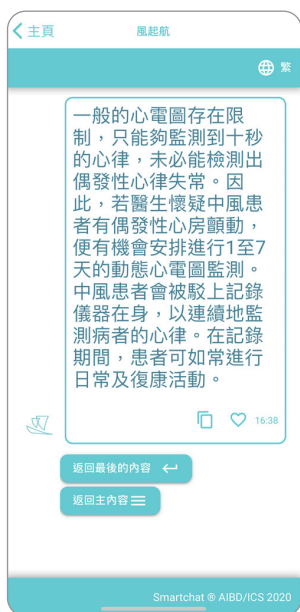 主頁
風起航
繁
一般的心電圖存在限
制，只能夠監測到十秒
的心律，未必能檢測出
偶發性心律失常。因
此，若醫生懷疑中風患
者有偶發性心房顫動，
便有機會安排進行1至7
天的動態心電圖監測。
中風患者會被駁上記錄
儀器在身，以連續地監
測病者的心律。在記錄
期間，患者可如常進行
日常及復康活動。
16:38
返回最後的內容
返回主內容
Smartchat ® AIBD/ICS 2020